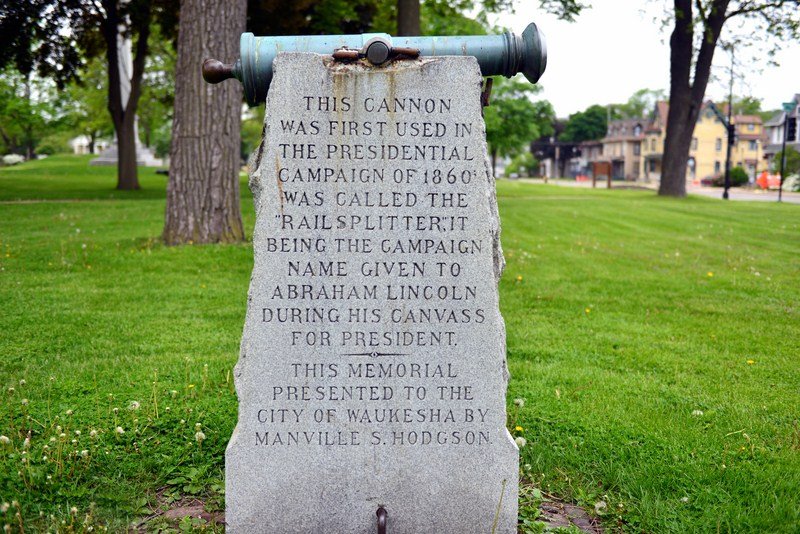 THIS CANNON
WAS FIRST USED IN
THE PRESIDENTIAL
CAMPAIGN OF 1860
WAS CALLED THE
"RAILSPLITTER", IT
BEING THE CAMPAIGN
NAME GIVEN TO
ABRAHAM LINCOLN
DURING HIS CANVASS
FOR PRESIDENT.
THIS MEMORIAL
PRESENTED TO THE
CITY OF WAUKESHA BY
MANVILLE S. HODGSON